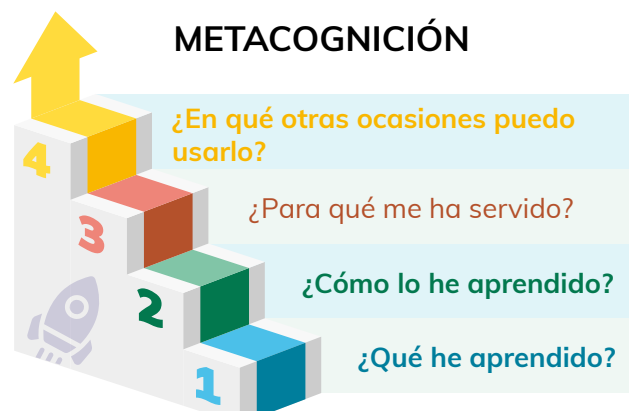 METACOGNICIÓN
¿En qué otras ocasiones puedo
usarlo?
4
¿Para qué me ha servido?
3
¿Cómo lo he aprendido?
2
¿Qué he aprendido?
1